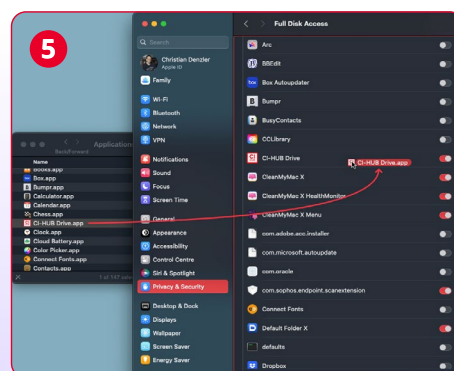 5
Search
Christian Denzler
Apple ID
Family
Wi-Fi
Bluetooth
Network
VPN
Notifications
Sound
Focus
Screen Time
General
Appearance
Accessibility
Control Centre
Siri & Spotlight
Privacy & Security
Desktop & Dock
Displays
Wallpaper
Screen Saver
Energy Saver
Full Disk Access
Arc
BBEdit
Box Autoupdater
Bumpr
BusyContacts
CCLibrary
CI-HUB Drive
CI-HUB Drive.app
CleanMyMac X
CleanMyMac X HealthMonitor
CleanMyMac X Menu
com.adobe.acc.installer
com.microsoft.autoupdate
com.oracle
com.sophos.endpoint.scanextension
Connect Fonts
Default Folder X
defaults
Dropbox
Applications
Back/Forward
Name
Books.app
Box.app
Bumpr.app
Calculator.app
Calendar.app
Chess.app
CI-HUB Drive.app
Clock.app
Cloud Battery.app
Color Picker.app
Connect Fonts.app
Contacts.app